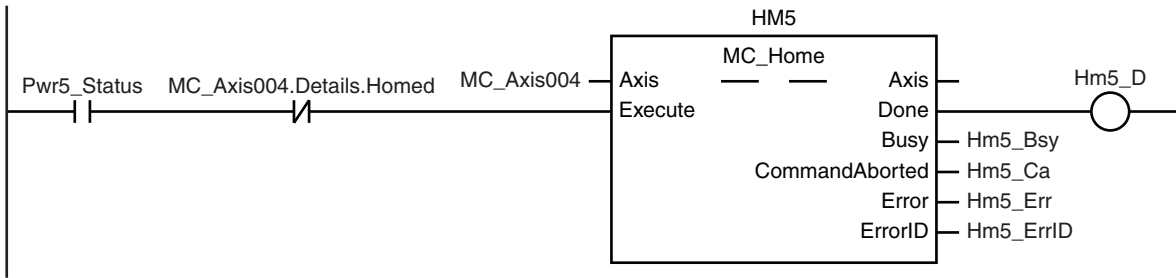 HM5
MC_Home
Pwr5_Status MC_Axis004.Details.Homed MC_Axis004 Axis Axis Hm5_D
Execute Done
Busy Hm5_Bsy
CommandAborted Hm5_Ca
Error Hm5_Err
ErrorID Hm5_ErrID